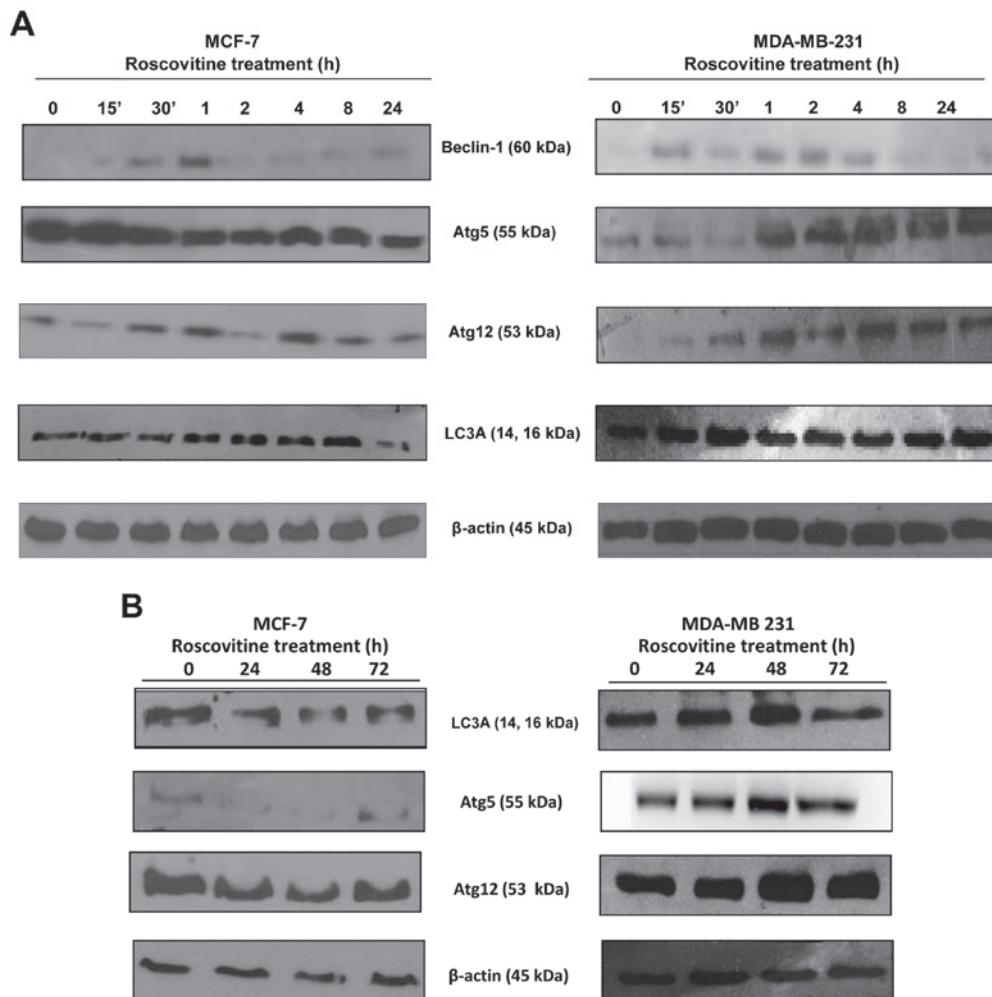 A
MCF-7
Roscovitine treatment (h)
0 15' 30' 1 2 4 8 24
MDA-MB-231
Roscovitine treatment (h)
0 15' 30' 1 2 4 8 24
Beclin-1 (60 kDa)
Atg5 (55 kDa)
Atg12 (53 kDa)
LC3A (14, 16 kDa)
β-actin (45 kDa)
B
MCF-7
Roscovitine treatment (h)
0 24 48 72
MDA-MB 231
Roscovitine treatment (h)
0 24 48 72
LC3A (14, 16 kDa)
Atg5 (55 kDa)
Atg12 (53 kDa)
β-actin (45 kDa)